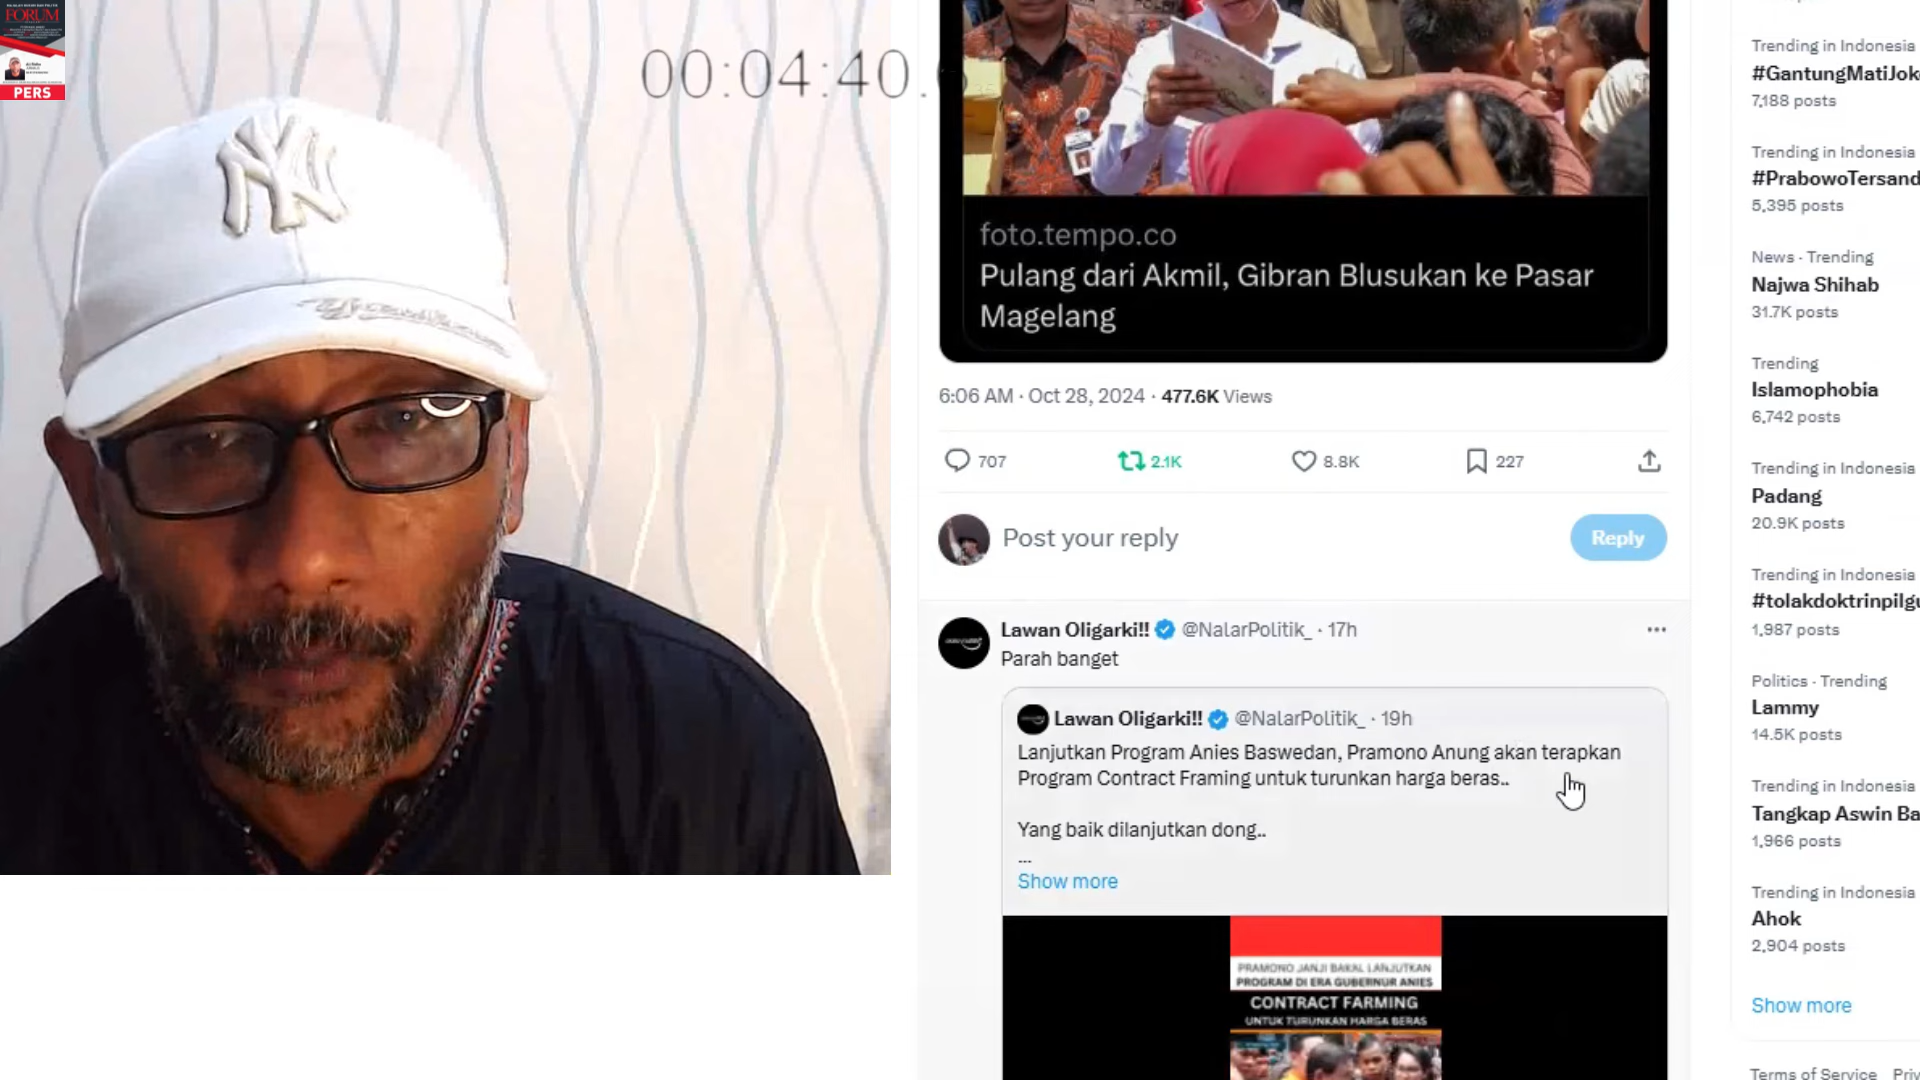 FORUM
PERS
00:04:40.
foto.tempo.co
Pulang dari Akmil, Gibran Blusukan ke Pasar
Magelang
6:06 AM · Oct 28, 2024 · 477.6K Views
707
2.1K
8.8K
227
Post your reply
Reply
Lawan Oligarki!! @NalarPolitik_ · 17h
Parah banget
Lawan Oligarki!! @NalarPolitik_ · 19h
Lanjutkan Program Anies Baswedan, Pramono Anung akan terapkan
Program Contract Framing untuk turunkan harga beras..
Yang baik dilanjutkan dong..
...
Show more
PRAMONO JANJI BAKAL LANJUTKAN
PROGRAM DI ERA GUBERNUR ANIES
CONTRACT FARMING
UNTUK TURUNKAN HARGA BERAS
Trending in Indonesia
#GantungMatiJok
7,188 posts
Trending in Indonesia
#PrabowoTersand
5,395 posts
News · Trending
Najwa Shihab
31.7K posts
Trending
Islamophobia
6,742 posts
Trending in Indonesia
Padang
20.9K posts
Trending in Indonesia
#tolakdoktrinpilgu
1,987 posts
Politics · Trending
Lammy
14.5K posts
Trending in Indonesia
Tangkap Aswin Ba
1,966 posts
Trending in Indonesia
Ahok
2,904 posts
Show more
Terms of Service Priv